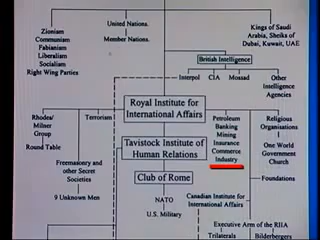 Zionism
Communism
Fabianism
Liberalism
Socialism
Right Wing Parties
United Nations.
Member Nations.
Kings of Saudi
Arabia, Sheiks of
Dubai, Kuwait, UAE
British Intelligence
Interpol
CIA
Mossad
Other
Intelligence
Agencies
Royal Institute for
International Affairs
Rhodes/
Milner
Group
Round Table
Terrorism
Petroleum
Banking
Mining
Insurance
Commerce
Industry
Religious
Organisations
One World
Government
Church
Tavistock Institute of
Human Relations
Freemasonry and
other Secret
Societies
9 Unknown Men
Club of Rome
Foundations
NATO
U.S. Military
Canadian Institute for
International Affairs
Executive Arm of the RIIA
Trilaterals
Bilderbergers